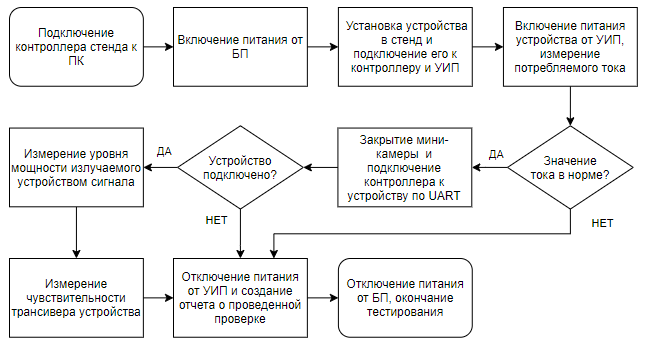 Подключение
контроллера стенда к
ПК
Включение питания от
БП
Установка устройства
в стенд и
подключение его к
контроллеру и УИП
Включение питания
устройства от УИП,
измерение
потребляемого тока
Значение
тока в норме?
ДА
НЕТ
Закрытие мини-
камеры и
подключение
контроллера к
устройству по UART
Устройство
подключено?
ДА
НЕТ
Измерение уровня
мощности излучаемого
устройством сигнала
Измерение
чувствительности
трансивера устройства
Отключение питания
от УИП и создание
отчета о проведенной
проверке
Отключение питания
от БП, окончание
тестирования